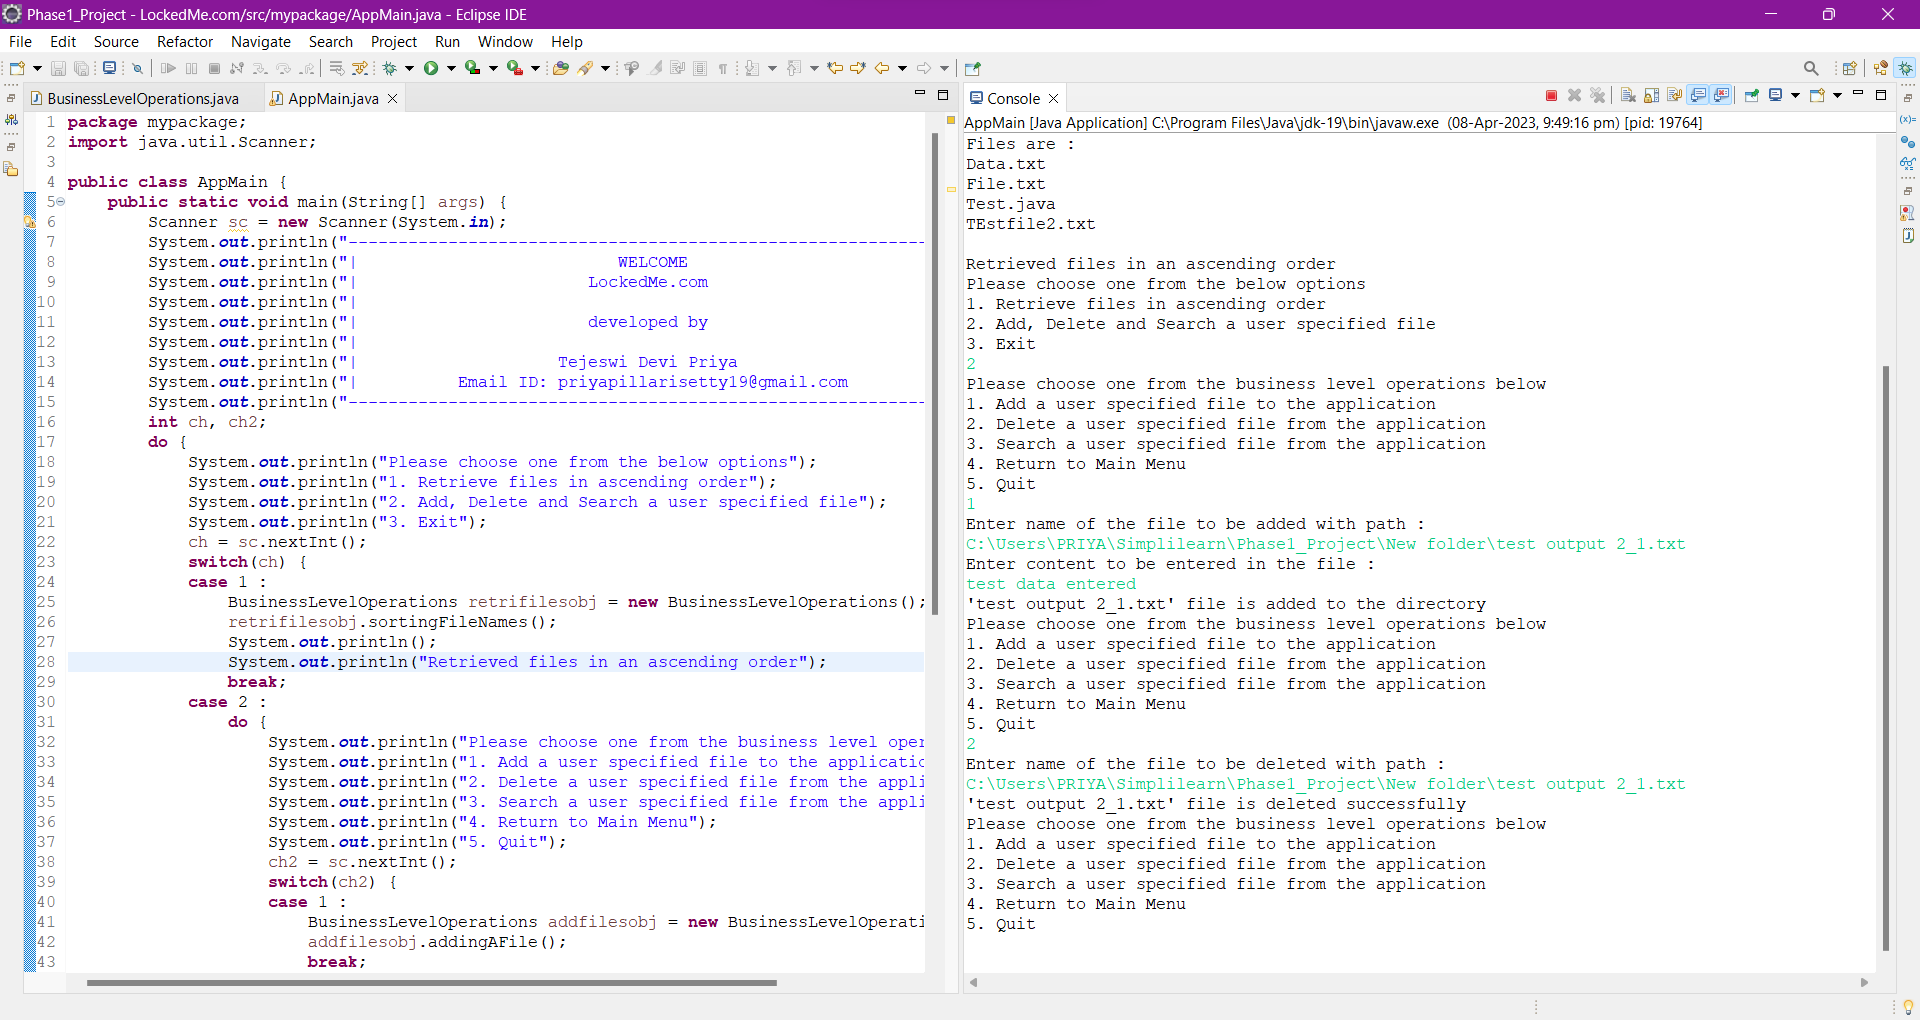 Phase1_Project - LockedMe.com/src/mypackage/AppMain.java - Eclipse IDE
File Edit Source Refactor Navigate Search Project Run Window Help
BusinessLevelOperations.java AppMain.java
1 package mypackage;
2 import java.util.Scanner;
3
4 public class AppMain {
5 public static void main(String[] args) {
6 Scanner sc = new Scanner(System.in);
7 System.out.println("----------------------------------------------------------
8 System.out.println("| WELCOME
9 System.out.println("| LockedMe.com
10 System.out.println("|
11 System.out.println("| developed by
12 System.out.println("|
13 System.out.println("| Tejeswi Devi Priya
14 System.out.println("| Email ID: priyapillarisetty19@gmail.com
15 System.out.println("----------------------------------------------------------
16 int ch, ch2;
17 do {
18 System.out.println("Please choose one from the below options");
19 System.out.println("1. Retrieve files in ascending order");
20 System.out.println("2. Add, Delete and Search a user specified file");
21 System.out.println("3. Exit");
22 ch = sc.nextInt();
23 switch(ch) {
24 case 1 :
25 BusinessLevelOperations retrifilesobj = new BusinessLevelOperations();
26 retrifilesobj.sortingFileNames();
27 System.out.println();
28 System.out.println("Retrieved files in an ascending order");
29 break;
30 case 2 :
31 do {
32 System.out.println("Please choose one from the business level oper
33 System.out.println("1. Add a user specified file to the applicatic
34 System.out.println("2. Delete a user specified file from the appli
35 System.out.println("3. Search a user specified file from the appli
36 System.out.println("4. Return to Main Menu");
37 System.out.println("5. Quit");
38 ch2 = sc.nextInt();
39 switch(ch2) {
40 case 1 :
41 BusinessLevelOperations addfilesobj = new BusinessLevelOperati
42 addfilesobj.addingAFile();
43 break;
Console
AppMain [Java Application] C:\Program Files\Java\jdk-19\bin\javaw.exe (08-Apr-2023, 9:49:16 pm) [pid: 19764]
Files are :
Data.txt
File.txt
Test.java
TEstfile2.txt
Retrieved files in an ascending order
Please choose one from the below options
1. Retrieve files in ascending order
2. Add, Delete and Search a user specified file
3. Exit
2
Please choose one from the business level operations below
1. Add a user specified file to the application
2. Delete a user specified file from the application
3. Search a user specified file from the application
4. Return to Main Menu
5. Quit
1
Enter name of the file to be added with path :
C:\Users\PRIYA\Simplilearn\Phase1_Project\New folder\test output 2_1.txt
Enter content to be entered in the file :
test data entered
'test output 2_1.txt' file is added to the directory
Please choose one from the business level operations below
1. Add a user specified file to the application
2. Delete a user specified file from the application
3. Search a user specified file from the application
4. Return to Main Menu
5. Quit
2
Enter name of the file to be deleted with path :
C:\Users\PRIYA\Simplilearn\Phase1_Project\New folder\test output 2_1.txt
'test output 2_1.txt' file is deleted successfully
Please choose one from the business level operations below
1. Add a user specified file to the application
2. Delete a user specified file from the application
3. Search a user specified file from the application
4. Return to Main Menu
5. Quit